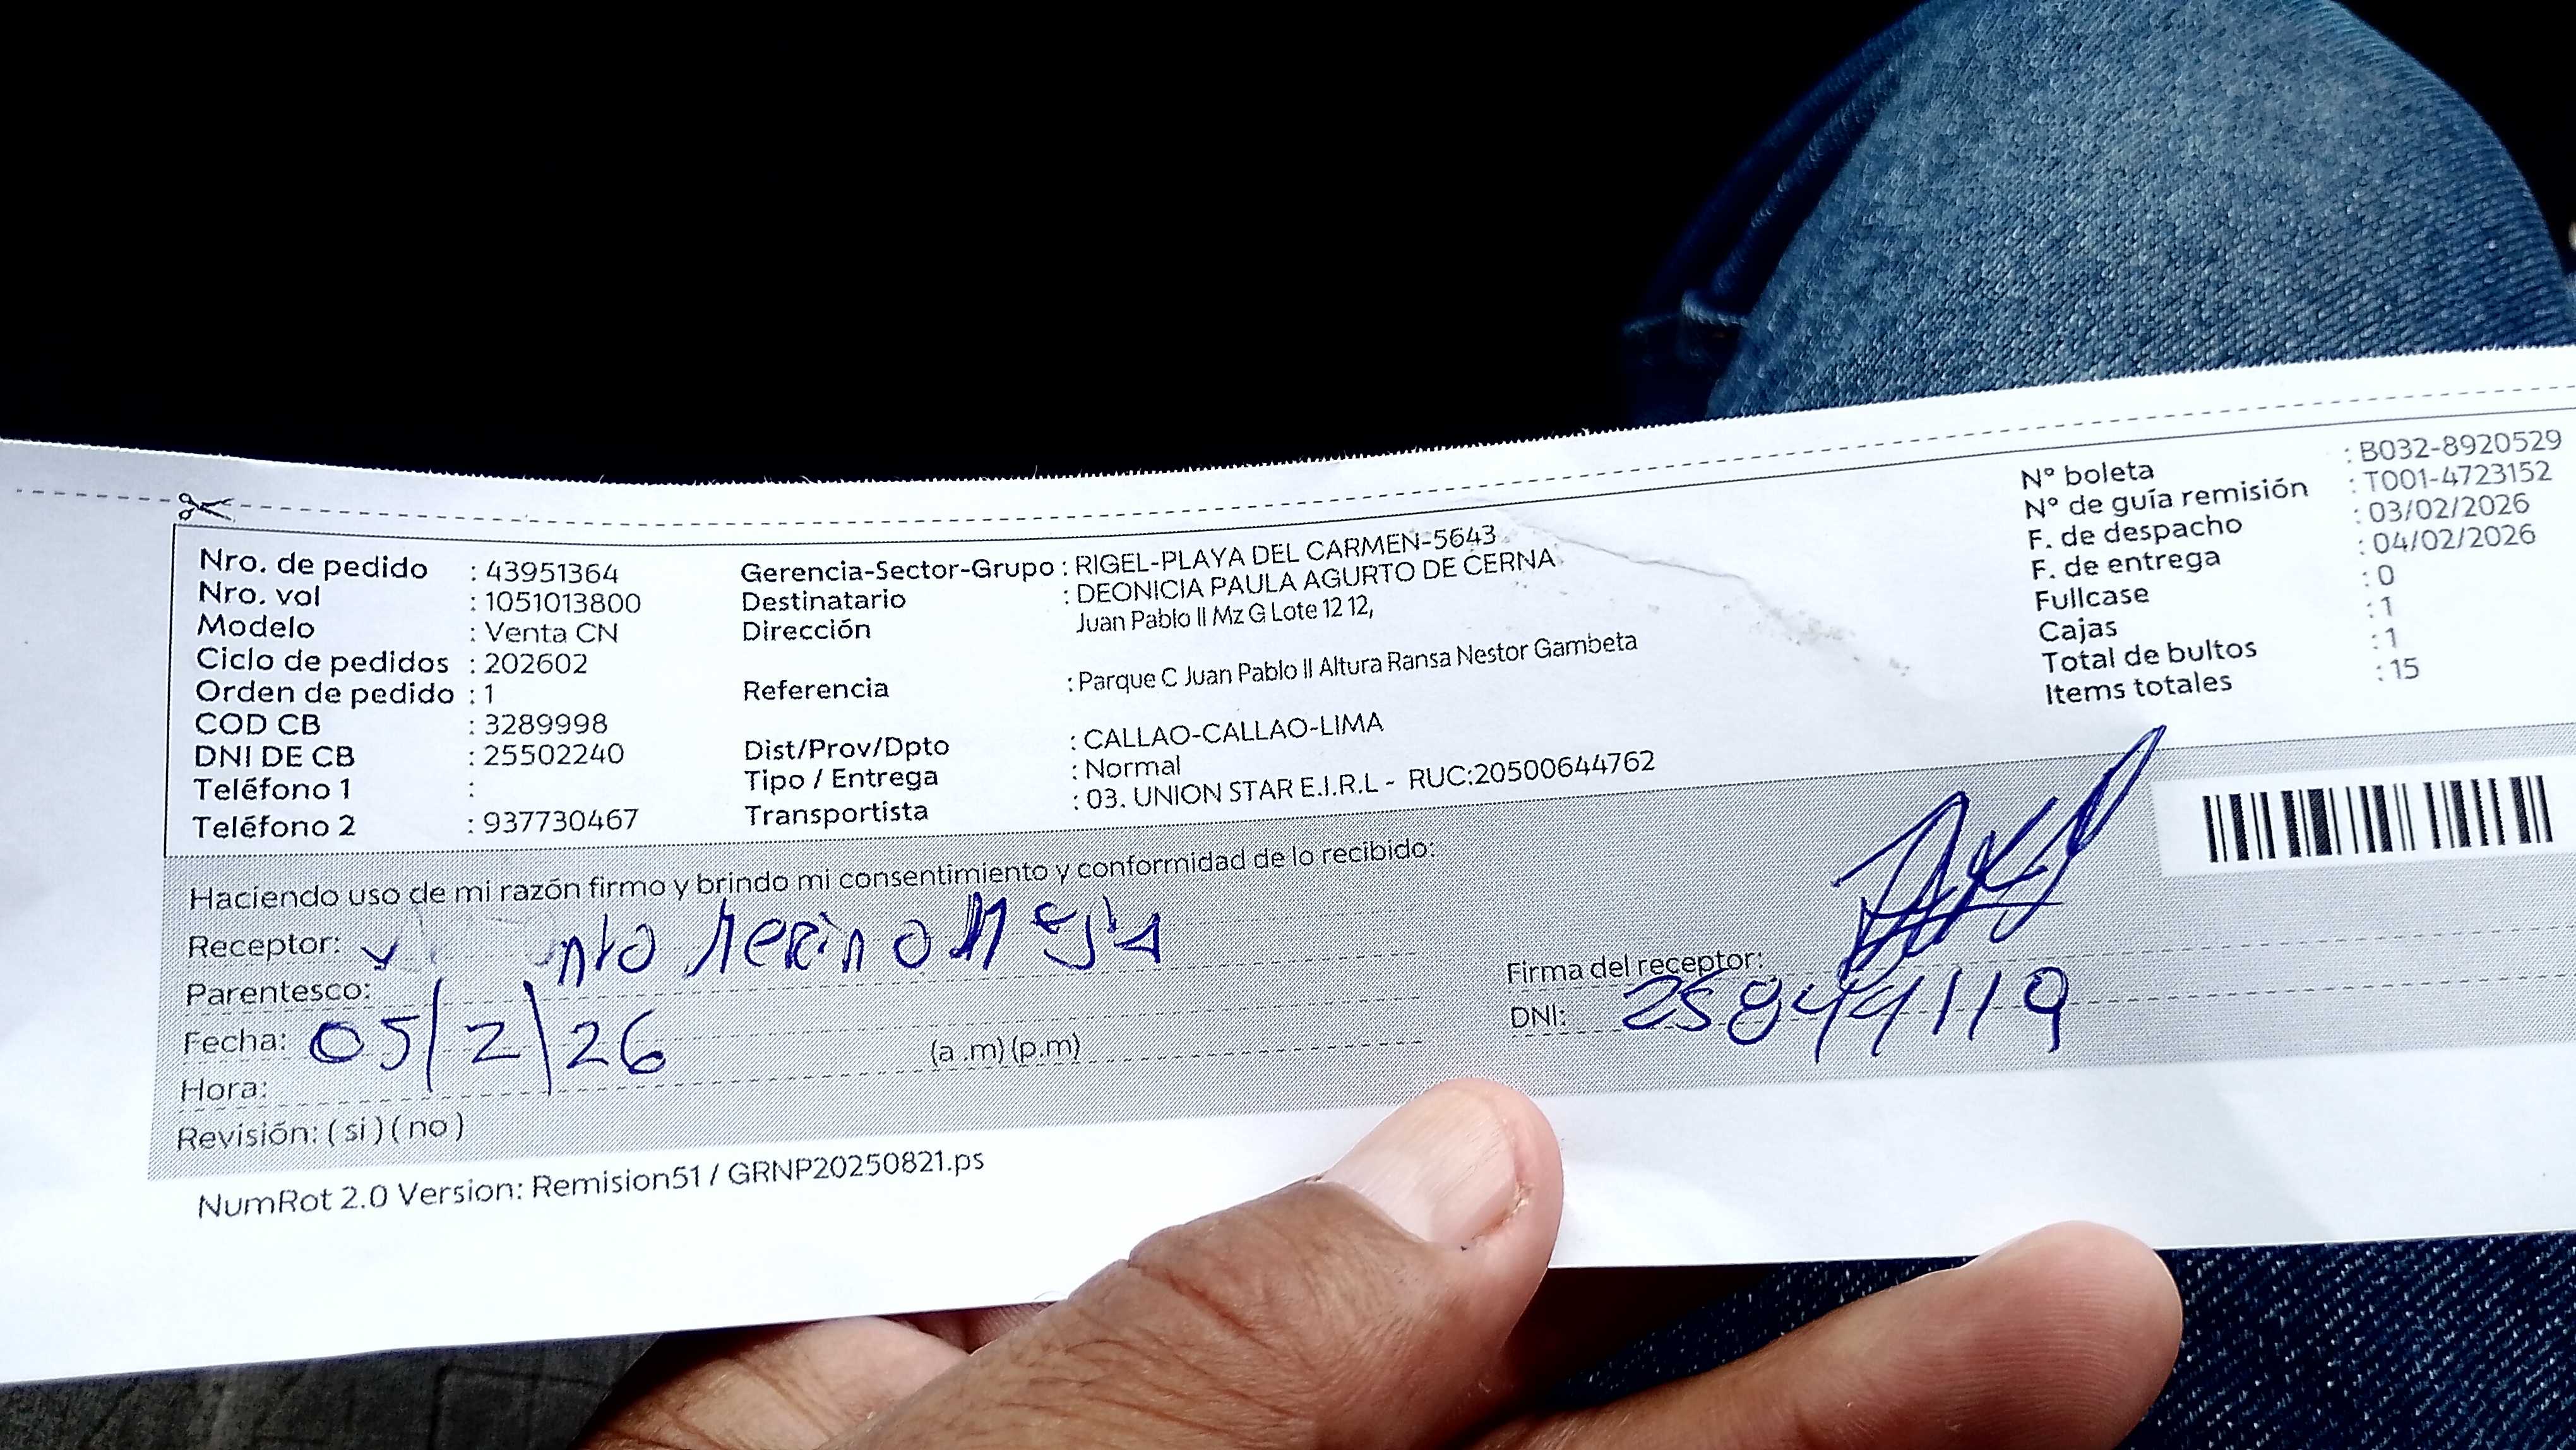 Nro. de pedido : 43951364
Nro. val : 1051013800
Modelo : Venta CN
Ciclo de pedidos : 202602
Orden de pedido : 1
COD CB : 3289998
DNI DE CB : 25502240
Teléfono 1 :
Teléfono 2 : 937730467
Gerencia-Sector-Grupo : RIGEL-PLAYA DEL CARMEN-5643
Destinatario : DEONICIA PAULA AGURTO DE CERNA
Dirección Juan Pablo II Mz G Lote 12 12,
Referencia : Parque C Juan Pablo II Altura Ransa Nestor Gambeta
Dist/Prov/Dpto : CALLAO-CALLAO-LIMA
Tipo / Entrega : Normal
Transportista : 03. UNION STAR E.I.R.L - RUC:20500644762
N° boleta : B032-8920529
N° de guía remisión : T001-4723152
F. de despacho : 03/02/2026
F. de entrega : 04/02/2026
Fullcase : 0
Cajas : 1
Total de bultos : 1
Items totales : 15
Haciendo uso de mi razón firmo y brindo mi consentimiento y conformidad de lo recibido:
Receptor: Merino Mejia
Parentesco:
Fecha: 05/2/26
Hora: (a .m) (p.m)
Revisión: ( si ) ( no )
Firma del receptor:
DNI: 25844119
NumRot 2.0 Version: Remision51 / GRNP20250821.ps